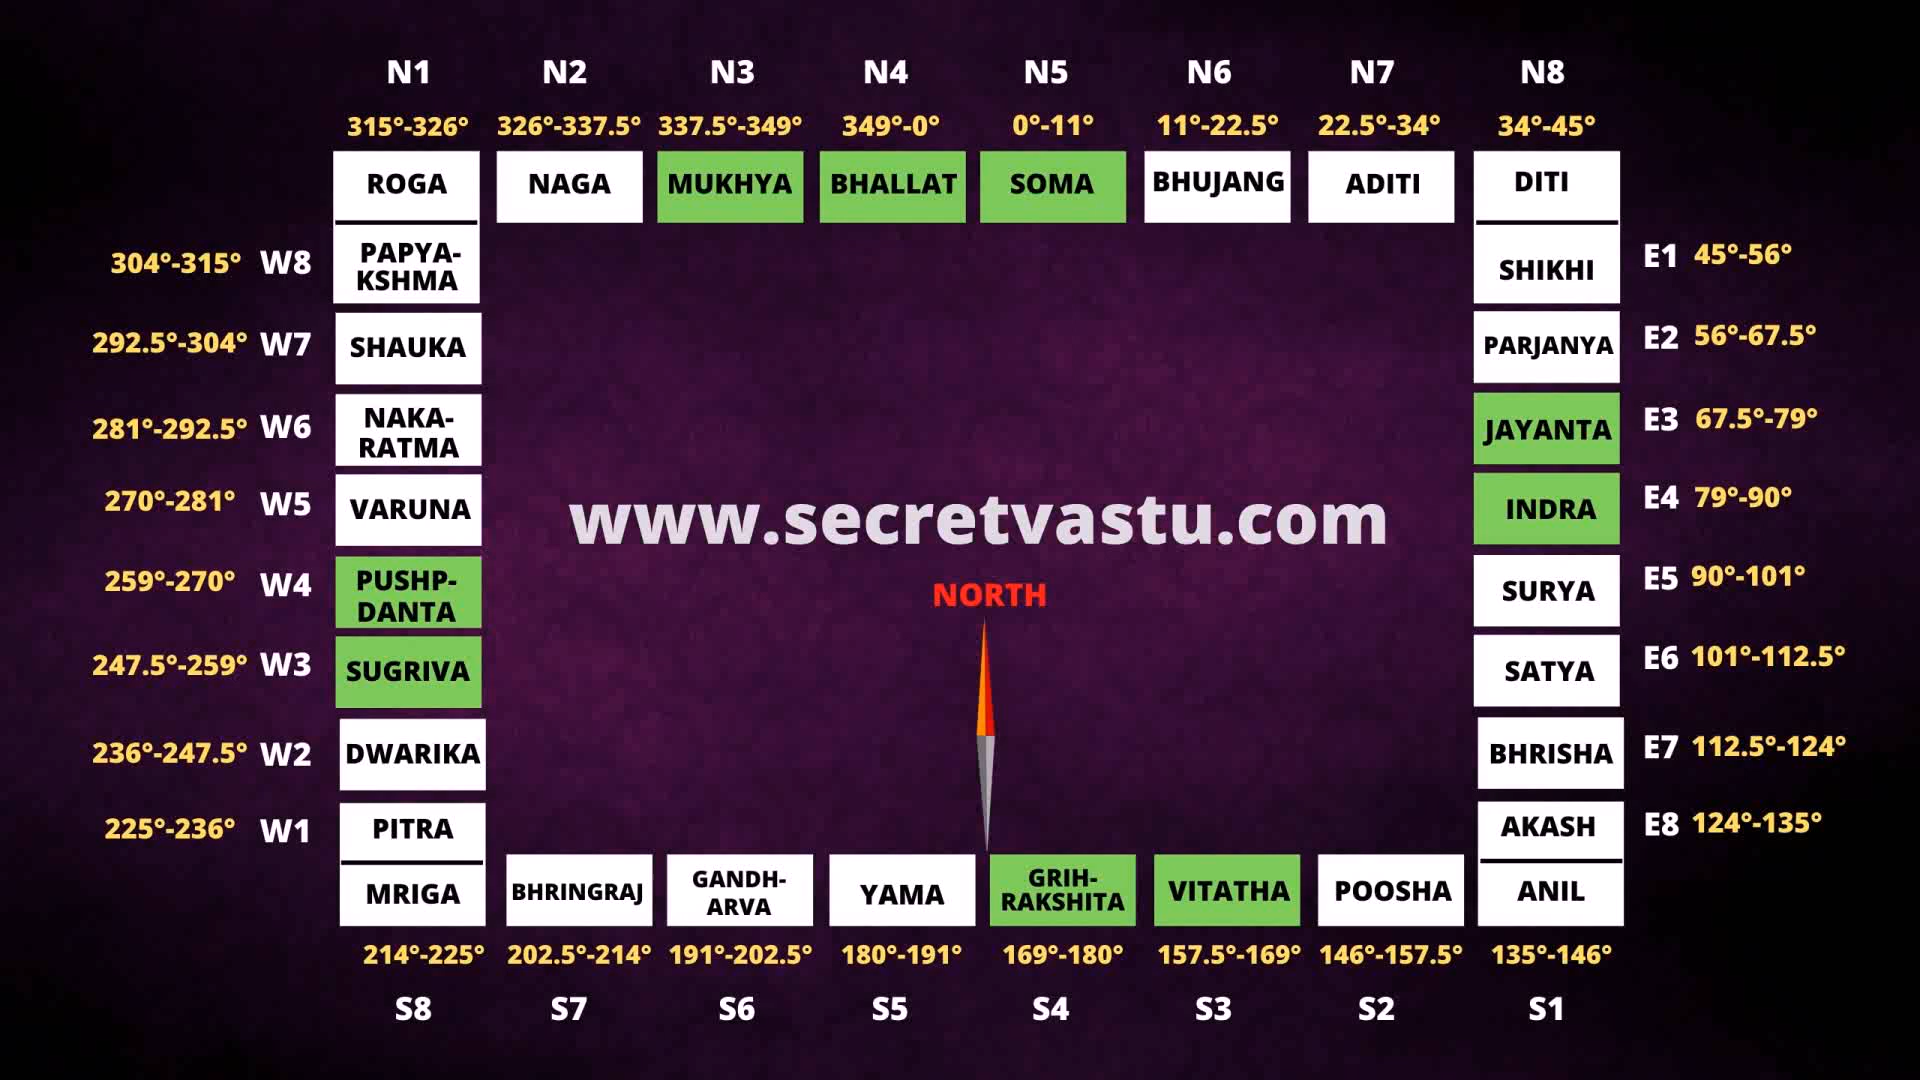 N1 N2 N3 N4 N5 N6 N7 N8
315°-326° 326°-337.5° 337.5°-349° 349°-0° 0°-11° 11°-22.5° 22.5°-34° 34°-45°
ROGA NAGA MUKHYA BHALLAT SOMA BHUJANG ADITI DITI
304°-315° W8 PAPYA-
KSHMA
SHIKHI E1 45°-56°
292.5°-304° W7 SHAUKA
PARJANYA E2 56°-67.5°
281°-292.5° W6 NAKA-
RATMA
JAYANTA E3 67.5°-79°
270°-281° W5 VARUNA
INDRA E4 79°-90°
www.secretvastu.com
259°-270° W4 PUSHP-
DANTA
NORTH
SURYA E5 90°-101°
247.5°-259° W3 SUGRIVA
SATYA E6 101°-112.5°
236°-247.5° W2 DWARIKA
BHRISHA E7 112.5°-124°
225°-236° W1 PITRA
AKASH E8 124°-135°
MRIGA BHRINGRAJ GANDH-
ARVA
YAMA GRIH-
RAKSHITA
VITATHA POOSHA ANIL
214°-225° 202.5°-214° 191°-202.5° 180°-191° 169°-180° 157.5°-169° 146°-157.5° 135°-146°
S8 S7 S6 S5 S4 S3 S2 S1